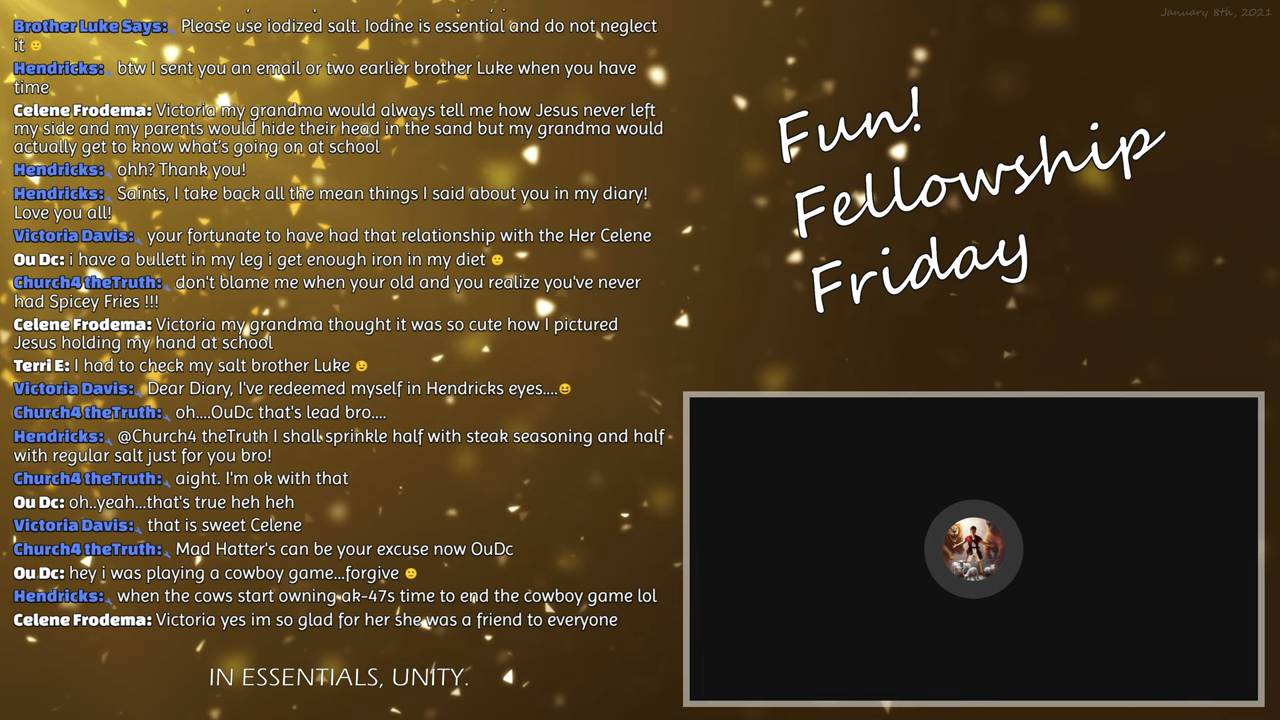 Brother Luke Says: Please use iodized salt. Iodine is essential and do not neglect
it
Hendricks: btw I sent you an email or two earlier brother Luke when you have
time
Celene Frodema: Victoria my grandma would always tell me how Jesus never left
my side and my parents would hide their head in the sand but my grandma would
actually get to know what's going on at school
Hendricks: ohh? Thank you!
Hendricks: Saints, I take back all the mean things I said about you in my diary!
Love you all!
Victoria Davis: your fortunate to have had that relationship with the Her Celene
Ou Dc: i have a bullett in my leg i get enough iron in my diet 🙂
Church4 theTruth: don't blame me when your old and you realize you've never
had Spicey Fries !!!
Celene Frodema: Victoria my grandma thought it was so cute how I pictured
Jesus holding my hand at school
Terri E: I had to check my salt brother Luke 😉
Victoria Davis: Dear Diary, I've redeemed myself in Hendricks eyes....😄
Church4 theTruth: oh....OuDc that's lead bro....
Hendricks: @Church4 theTruth I shall sprinkle half with steak seasoning and half
with regular salt just for you bro!
Church4 theTruth: aight. I'm ok with that
Ou Dc: oh..yeah...that's true heh heh
Victoria Davis: that is sweet Celene
Church4 theTruth: Mad Hatter's can be your excuse now OuDc
Ou Dc: hey i was playing a cowboy game...forgive 🙂
Hendricks: when the cows start owning ak-47s time to end the cowboy game lol
Celene Frodema: Victoria yes im so glad for her she was a friend to everyone
IN ESSENTIALS, UNITY.
January 8th, 2021
Fun!
Fellowship
Friday